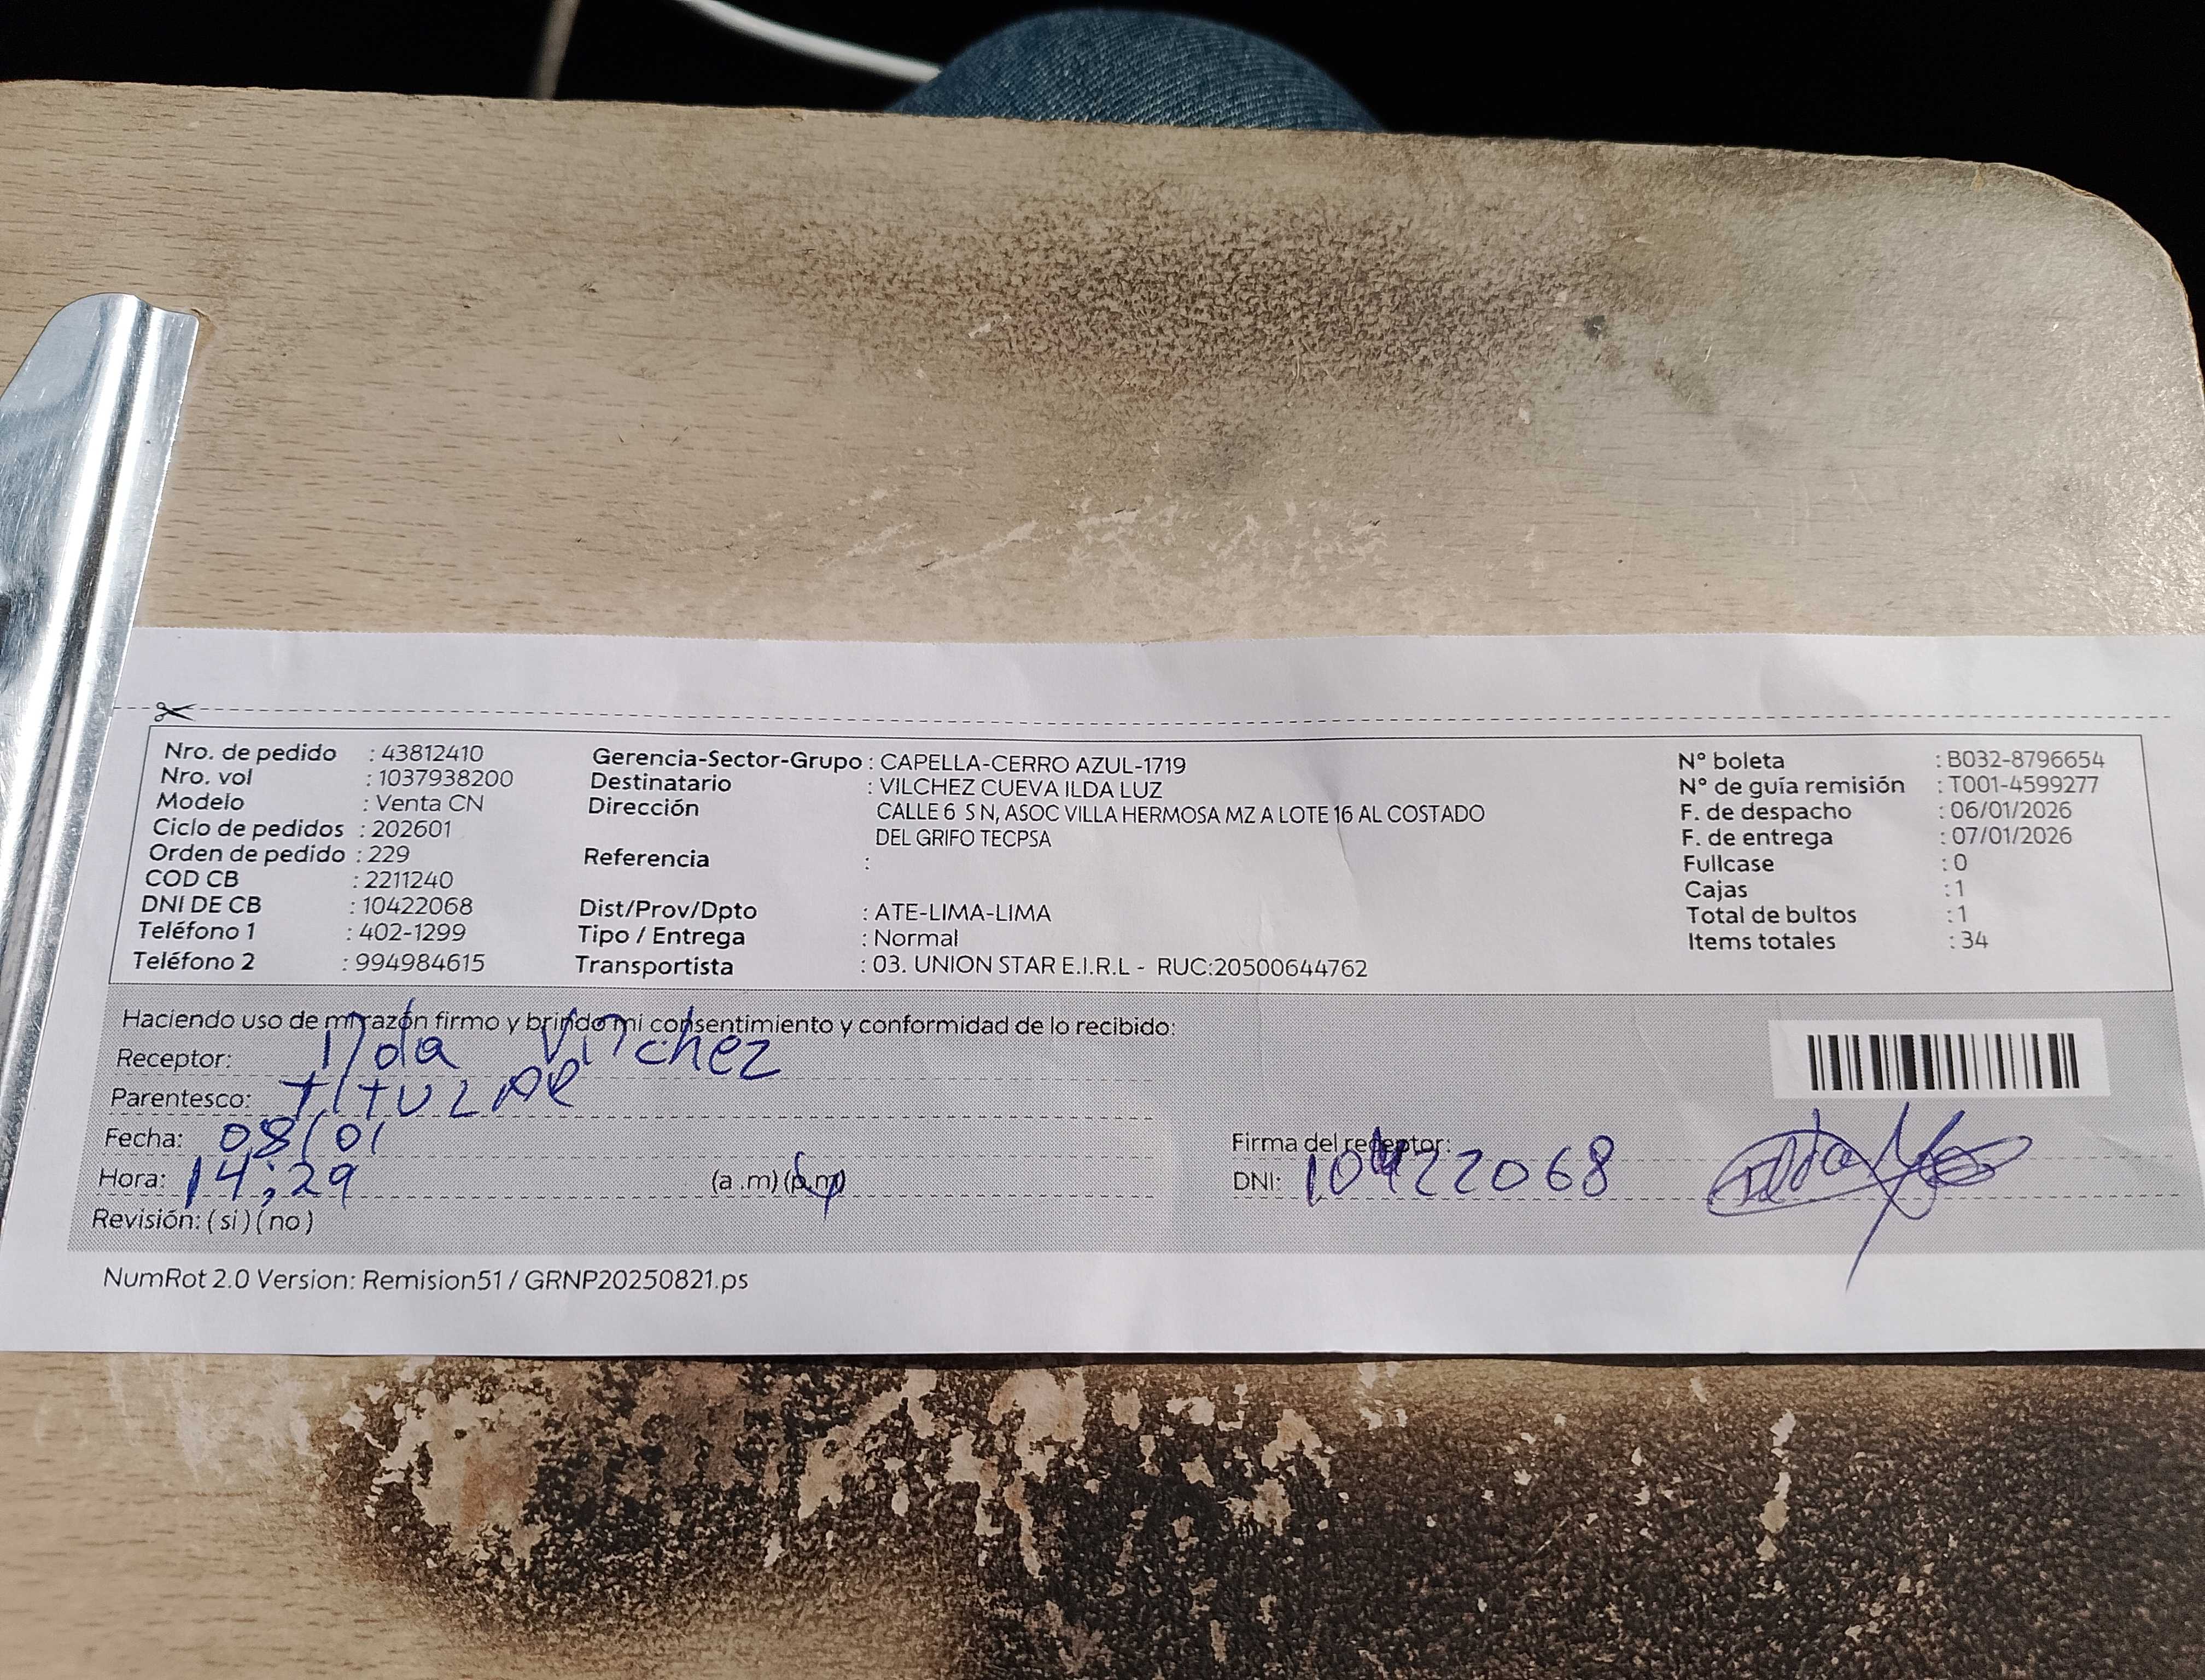 Nro. de pedido : 43812410
Nro. vol : 1037938200
Modelo : Venta CN
Ciclo de pedidos : 202601
Orden de pedido : 229
COD CB : 2211240
DNI DE CB : 10422068
Teléfono 1 : 402-1299
Teléfono 2 : 994984615
Gerencia-Sector-Grupo : CAPELLA-CERRO AZUL-1719
Destinatario : VILCHEZ CUEVA ILDA LUZ
Dirección CALLE 6 S N, ASOC VILLA HERMOSA MZ A LOTE 16 AL COSTADO
DEL GRIFO TECPSA
Referencia :
Dist/Prov/Dpto : ATE-LIMA-LIMA
Tipo / Entrega : Normal
Transportista : 03. UNION STAR E.I.R.L - RUC:20500644762
N° boleta : B032-8796654
N° de guía remisión : T001-4599277
F. de despacho : 06/01/2026
F. de entrega : 07/01/2026
Fullcase : 0
Cajas : 1
Total de bultos : 1
Items totales : 34
Haciendo uso de mi razón firmo y brindo mi consentimiento y conformidad de lo recibido:
Receptor: Ilda Vilchez
Parentesco: TITULAR
Fecha: 08/01
Hora: 14:29 (a .m) (p.m)
Revisión: ( si ) ( no )
Firma del receptor:
DNI: 10422068
NumRot 2.0 Version: Remision51 / GRNP20250821.ps